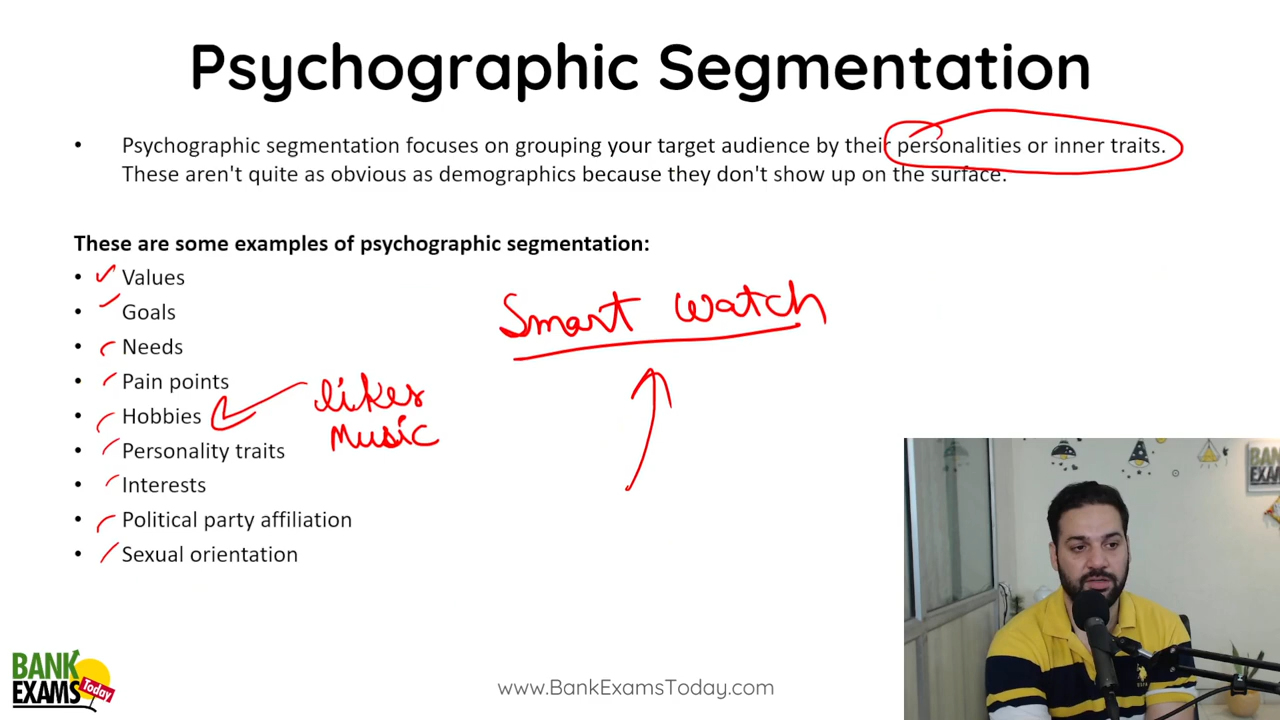 Psychographic Segmentation
• Psychographic segmentation focuses on grouping your target audience by their personalities or inner traits.
These aren't quite as obvious as demographics because they don't show up on the surface.
These are some examples of psychographic segmentation:
• Values
• Goals
• Needs
• Pain points
• Hobbies
• Personality traits
• Interests
• Political party affiliation
• Sexual orientation
Smart Watch
likes
Music
BANK
EXAMS
Today
www.BankExamsToday.com
BANK
EXAM